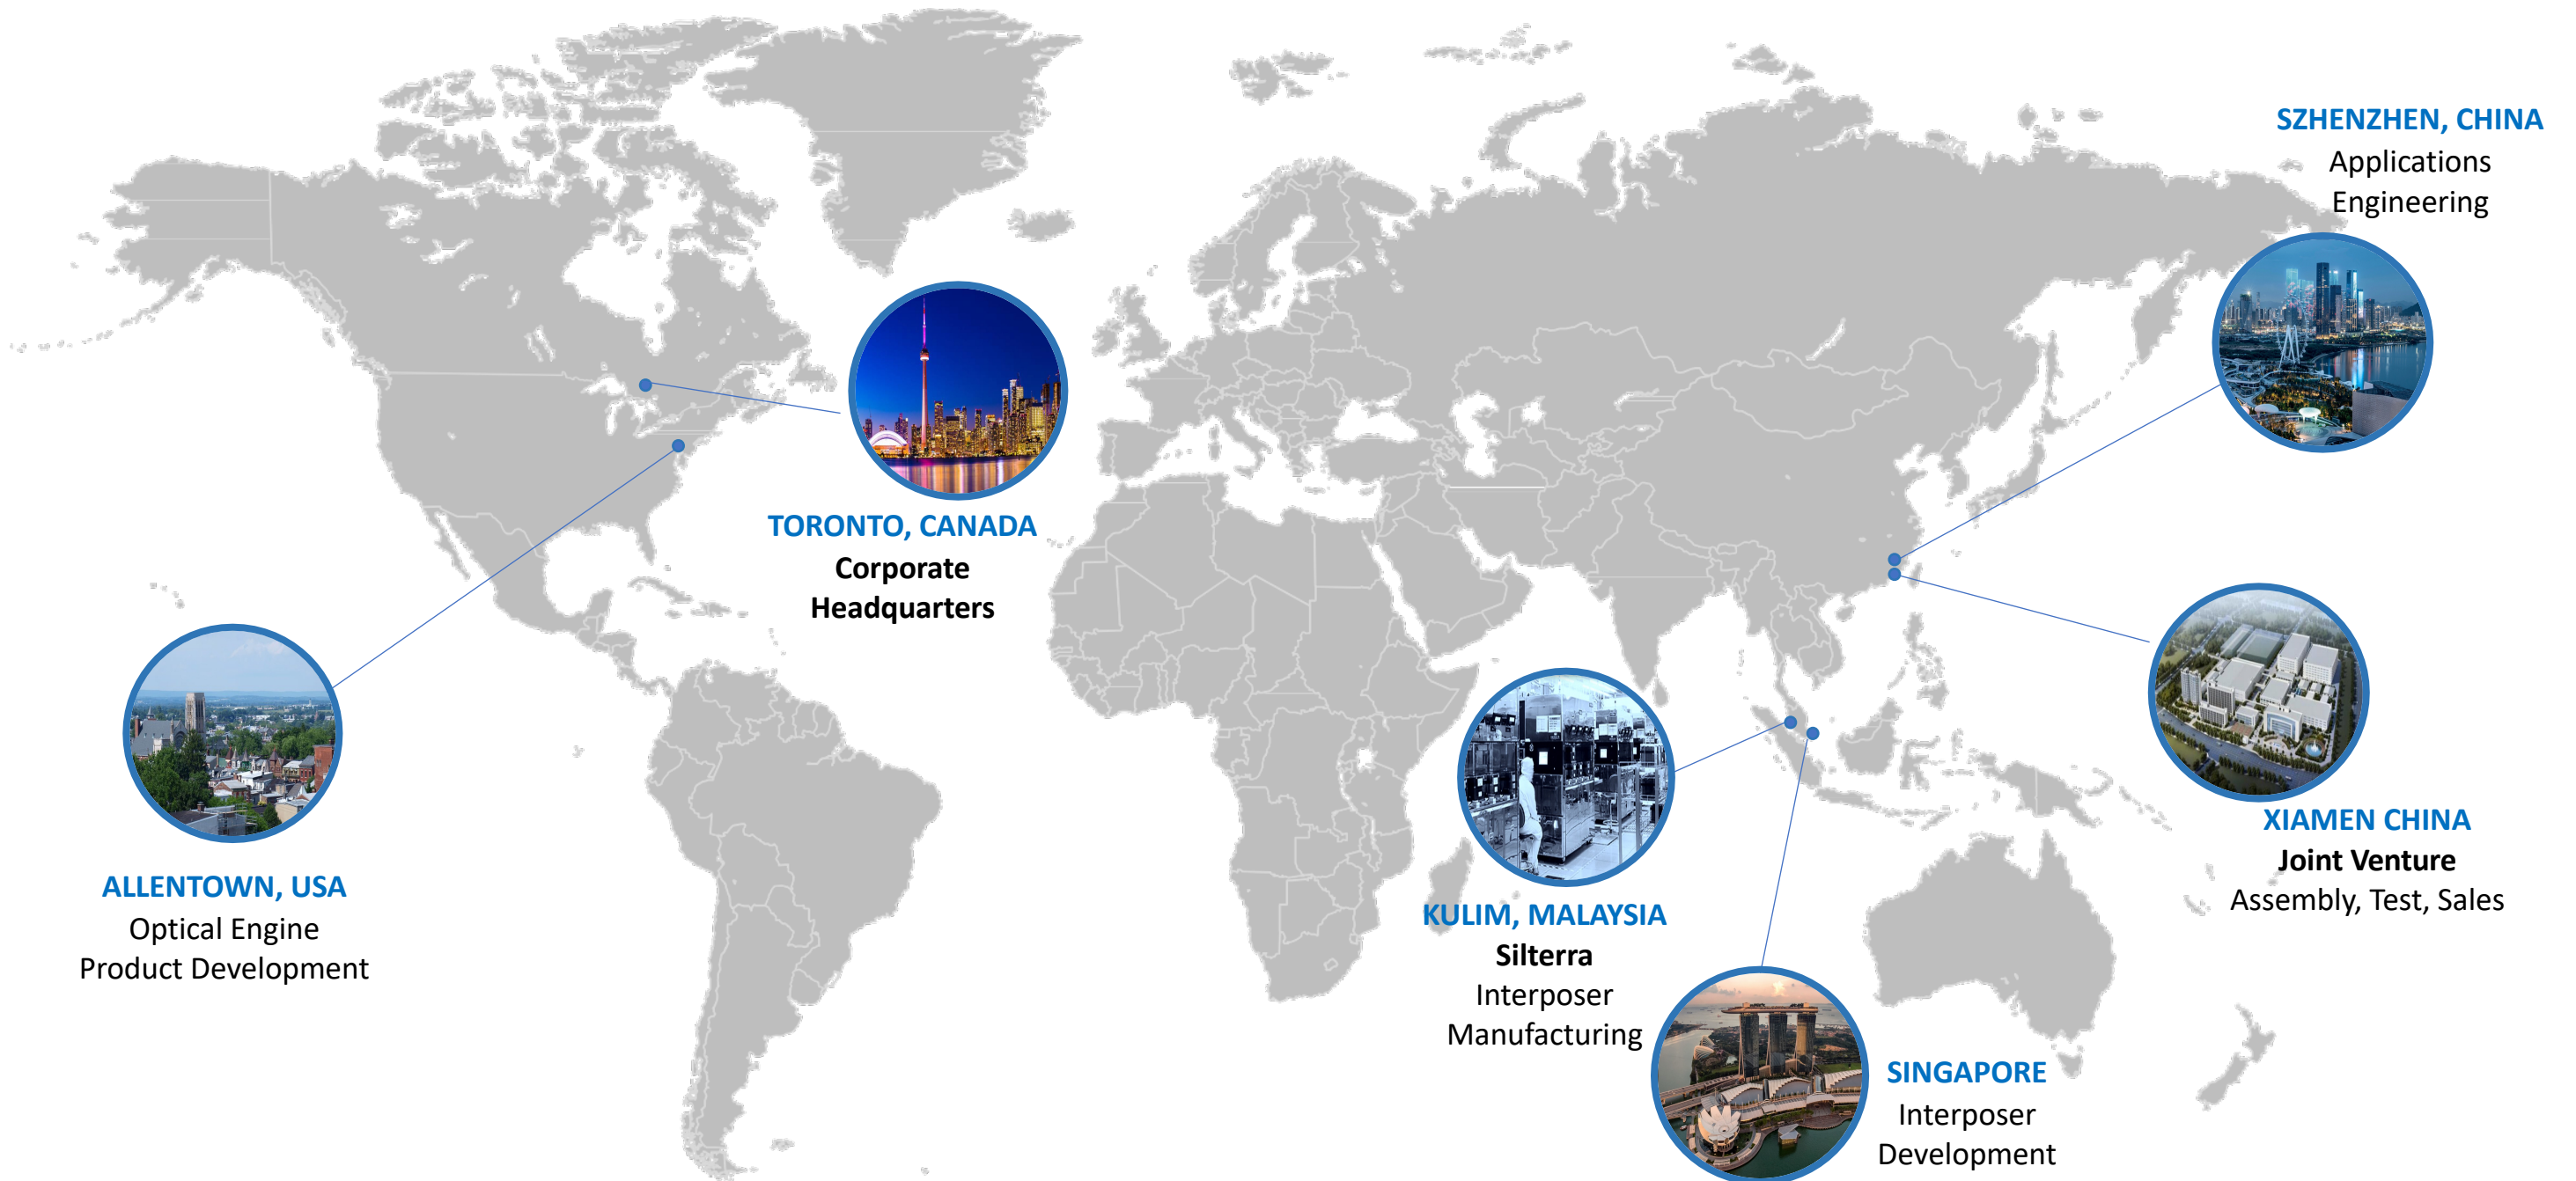 SZHENZHEN, CHINA
Applications
Engineering
TORONTO, CANADA
Corporate
Headquarters
ALLENTOWN, USA
Optical Engine
Product Development
XIAMEN CHINA
Joint Venture
Assembly, Test, Sales
KULIM, MALAYSIA
Silterra
Interposer
Manufacturing
SINGAPORE
Interposer
Development